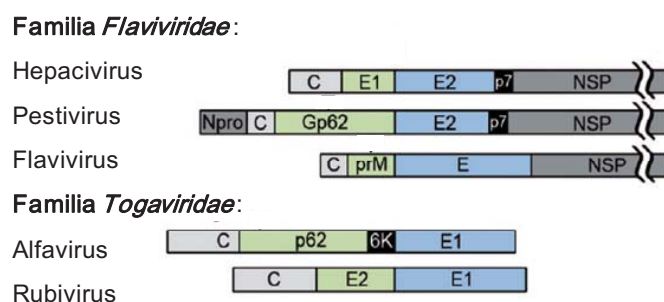 Familia Flaviviridae:
Hepacivirus C E1 E2 p7 NSP
Pestivirus Npro C Gp62 E2 p7 NSP
Flavivirus C prM E NSP
Familia Togaviridae:
Alfavirus C p62 6K E1
Rubivirus C E2 E1